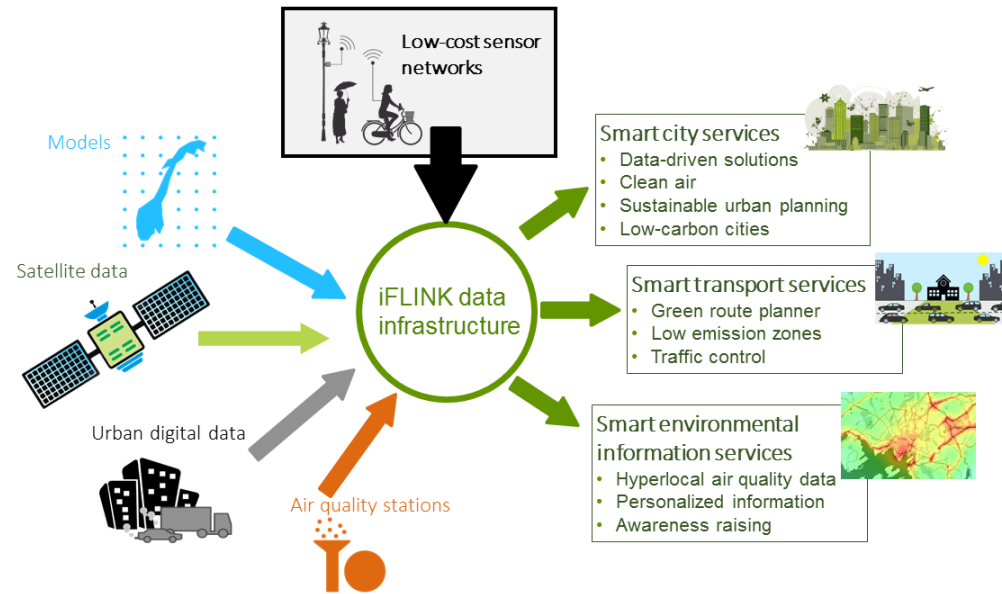 Low-cost sensor
networks
Models
Satellite data
Urban digital data
Air quality stations
iFLINK data
infrastructure
Smart city services
• Data-driven solutions
• Clean air
• Sustainable urban planning
• Low-carbon cities
Smart transport services
• Green route planner
• Low emission zones
• Traffic control
Smart environmental
information services
• Hyperlocal air quality data
• Personalized information
• Awareness raising